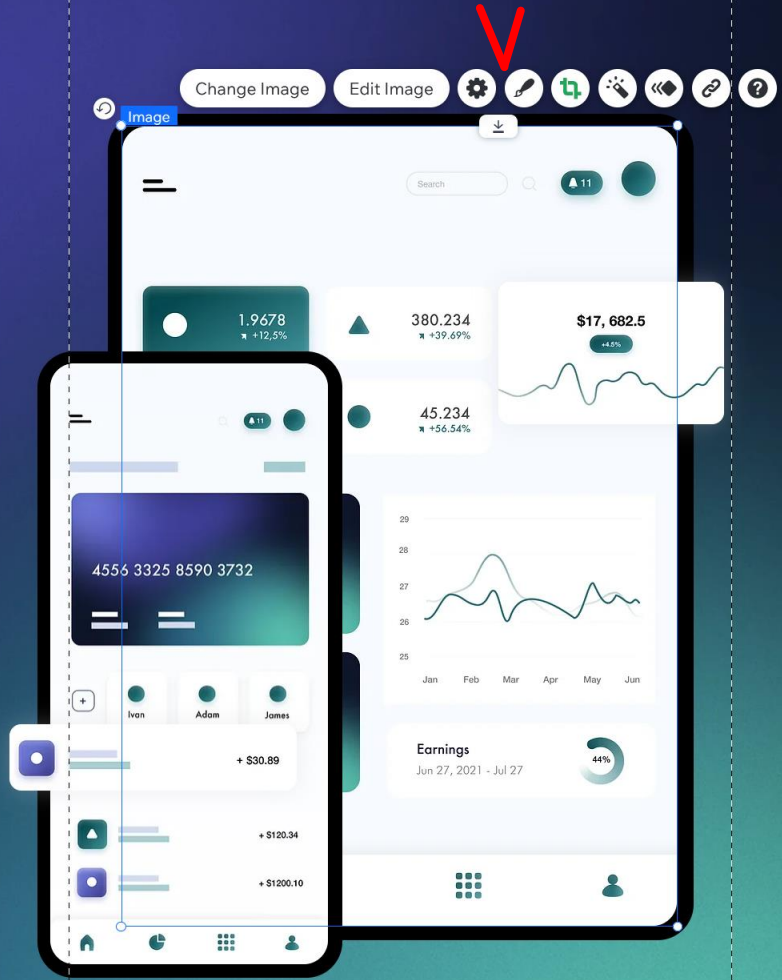 Change Image
Edit Image
?
Image
Search
11
1.9678
+12,5%
380.234
+39.69%
$17, 682.5
+4.5%
45.234
+56.54%
11
4556 3325 8590 3732
29
28
27
26
25
Jan Feb Mar Apr May Jun
+
Ivan
Adam
James
+ $30.89
Earnings
Jun 27, 2021 - Jul 27
44%
+ $120.34
+ $1200.10